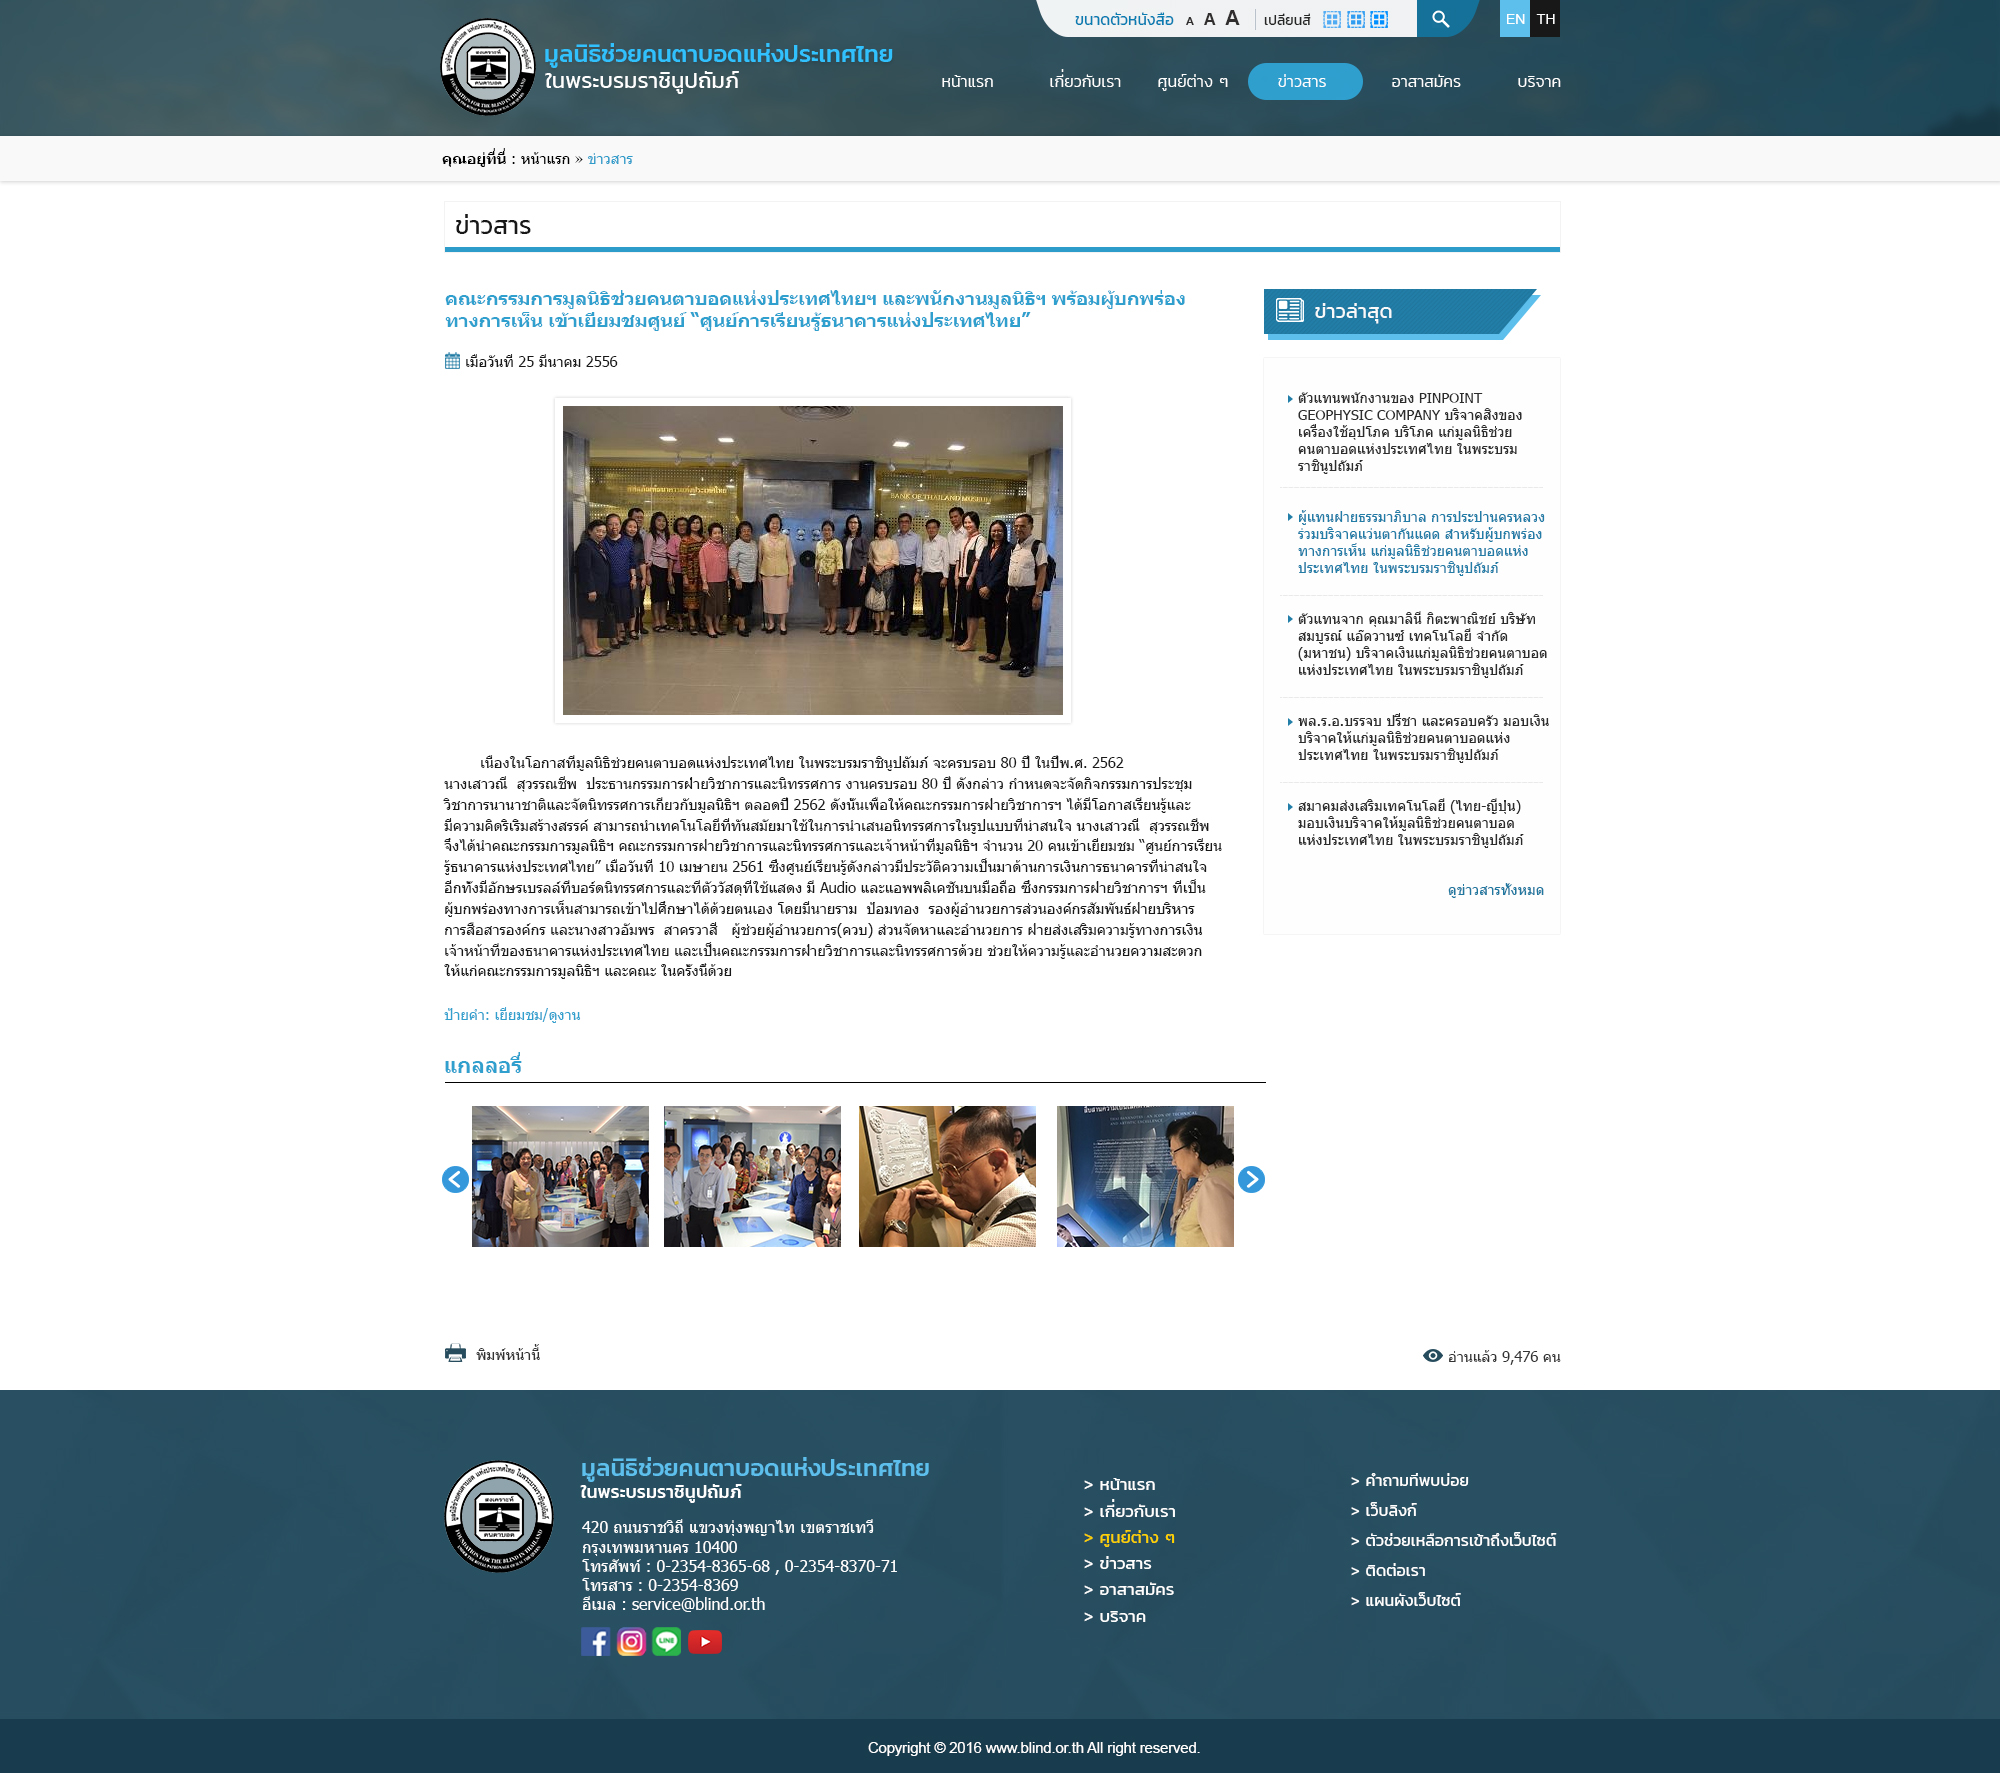 ขนาดตัวหนังสือ A A A เปลี่ยนสี EN TH
มูลนิธิช่วยคนตาบอดแห่งประเทศไทย
ในพระบรมราชินูปถัมภ์
หน้าแรก เกี่ยวกับเรา ศูนย์ต่าง ๆ ข่าวสาร อาสาสมัคร บริจาค
คุณอยู่ที่นี่ : หน้าแรก » ข่าวสาร
ข่าวสาร
คณะกรรมการมูลนิธิช่วยคนตาบอดแห่งประเทศไทยฯ และพนักงานมูลนิธิฯ พร้อมผู้บกพร่อง
ทางการเห็น เข้าเยี่ยมชมศูนย์ “ศูนย์การเรียนรู้ธนาคารแห่งประเทศไทย”
เมื่อวันที่ 25 มีนาคม 2556
BANK OF THAILAND MUSEUM
เนื่องในโอกาสที่มูลนิธิช่วยคนตาบอดแห่งประเทศไทย ในพระบรมราชินูปถัมภ์ จะครบรอบ 80 ปี ในปีพ.ศ. 2562
นางเสาวณี  สุวรรณชีพ  ประธานกรรมการฝ่ายวิชาการและนิทรรศการ งานครบรอบ 80 ปี ดังกล่าว กำหนดจะจัดกิจกรรมการประชุม
วิชาการนานาชาติและจัดนิทรรศการเกี่ยวกับมูลนิธิฯ ตลอดปี 2562 ดังนั้นเพื่อให้คณะกรรมการฝ่ายวิชาการฯ ได้มีโอกาสเรียนรู้และ
มีความคิดริเริ่มสร้างสรรค์ สามารถนำเทคโนโลยีที่ทันสมัยมาใช้ในการนำเสนอนิทรรศการในรูปแบบที่น่าสนใจ นางเสาวณี  สุวรรณชีพ
จึงได้นำคณะกรรมการมูลนิธิฯ คณะกรรมการฝ่ายวิชาการและนิทรรศการและเจ้าหน้าที่มูลนิธิฯ จำนวน 20 คนเข้าเยี่ยมชม “ศูนย์การเรียน
รู้ธนาคารแห่งประเทศไทย” เมื่อวันที่ 10 เมษายน 2561 ซึ่งศูนย์เรียนรู้ดังกล่าวมีประวัติความเป็นมาด้านการเงินการธนาคารที่น่าสนใจ
อีกทั้งมีอักษรเบรลล์ที่บอร์ดนิทรรศการและที่ตัววัสดุที่ใช้แสดง มี Audio และแอพพลิเคชันบนมือถือ ซึ่งกรรมการฝ่ายวิชาการฯ ที่เป็น
ผู้บกพร่องทางการเห็นสามารถเข้าไปศึกษาได้ด้วยตนเอง โดยมีนายราม  ป้อมทอง  รองผู้อำนวยการส่วนองค์กรสัมพันธ์ฝ่ายบริหาร
การสื่อสารองค์กร และนางสาวอัมพร  สาครวาสี   ผู้ช่วยผู้อำนวยการ(ควบ) ส่วนจัดหาและอำนวยการ ฝ่ายส่งเสริมความรู้ทางการเงิน
เจ้าหน้าที่ของธนาคารแห่งประเทศไทย และเป็นคณะกรรมการฝ่ายวิชาการและนิทรรศการด้วย ช่วยให้ความรู้และอำนวยความสะดวก
ให้แก่คณะกรรมการมูลนิธิฯ และคณะ ในครั้งนี้ด้วย
ป้ายคำ: เยี่ยมชม/ดูงาน
แกลลอรี่
พิมพ์หน้านี้
อ่านแล้ว 9,476 คน
ข่าวล่าสุด
ตัวแทนพนักงานของ PINPOINT
GEOPHYSIC COMPANY บริจาคสิ่งของ
เครื่องใช้อุปโภค บริโภค แก่มูลนิธิช่วย
คนตาบอดแห่งประเทศไทย ในพระบรม
ราชินูปถัมภ์
ผู้แทนฝ่ายธรรมาภิบาล การประปานครหลวง
ร่วมบริจาคแว่นตากันแดด สำหรับผู้บกพร่อง
ทางการเห็น แก่มูลนิธิช่วยคนตาบอดแห่ง
ประเทศไทย ในพระบรมราชินูปถัมภ์
ตัวแทนจาก คุณมาลินี กิตะพาณิชย์ บริษัท
สมบูรณ์ แอ๊ดวานซ์ เทคโนโลยี จำกัด
(มหาชน) บริจาคเงินแก่มูลนิธิช่วยคนตาบอด
แห่งประเทศไทย ในพระบรมราชินูปถัมภ์
พล.ร.อ.บรรจบ ปรีชา และครอบครัว มอบเงิน
บริจาคให้แก่มูลนิธิช่วยคนตาบอดแห่ง
ประเทศไทย ในพระบรมราชินูปถัมภ์
สมาคมส่งเสริมเทคโนโลยี (ไทย-ญี่ปุ่น)
มอบเงินบริจาคให้มูลนิธิช่วยคนตาบอด
แห่งประเทศไทย ในพระบรมราชินูปถัมภ์
ดูข่าวสารทั้งหมด
มูลนิธิช่วยคนตาบอดแห่งประเทศไทย
ในพระบรมราชินูปถัมภ์
420 ถนนราชวิถี แขวงทุ่งพญาไท เขตราชเทวี
กรุงเทพมหานคร 10400
โทรศัพท์ : 0-2354-8365-68 , 0-2354-8370-71
โทรสาร : 0-2354-8369
อีเมล : service@blind.or.th
LINE
> หน้าแรก
> เกี่ยวกับเรา
> ศูนย์ต่าง ๆ
> ข่าวสาร
> อาสาสมัคร
> บริจาค
> คำถามที่พบบ่อย
> เว็บลิงก์
> ตัวช่วยเหลือการเข้าถึงเว็บไซต์
> ติดต่อเรา
> แผนผังเว็บไซต์
Copyright © 2016 www.blind.or.th All right reserved.